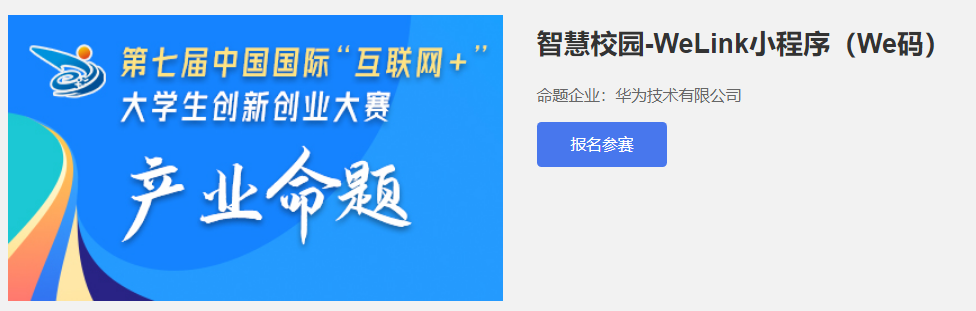 第七届中国国际“互联网＋”
大学生创新创业大赛
产业命题
智慧校园-WeLink小程序（We码）
命题企业：华为技术有限公司
报名参赛